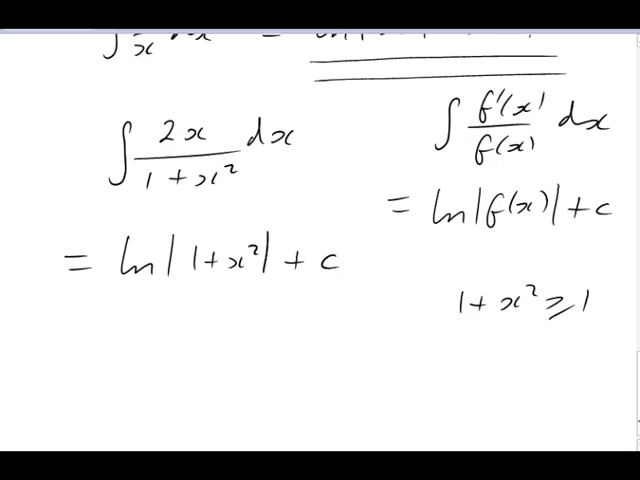 ∫ 2x/(1+x²) dx
= ln|1+x²| + c
∫ f'(x)/f(x) dx
= ln|f(x)| + c
1+x² ≥ 1